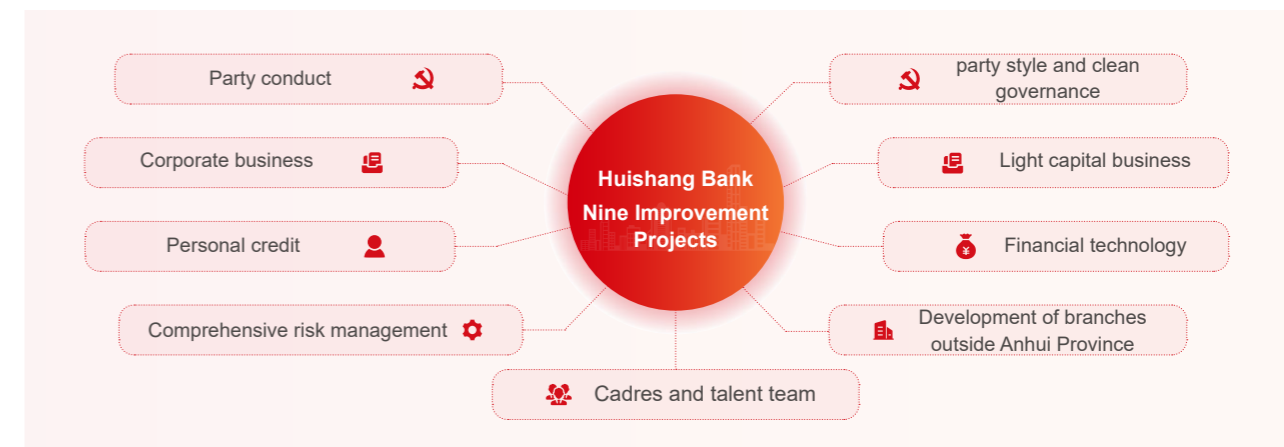 Party conduct
party style and clean
governance
Corporate business
Light capital business
Huishang Bank
Nine Improvement
Projects
Personal credit
Financial technology
Comprehensive risk management
Development of branches
outside Anhui Province
Cadres and talent team
¥